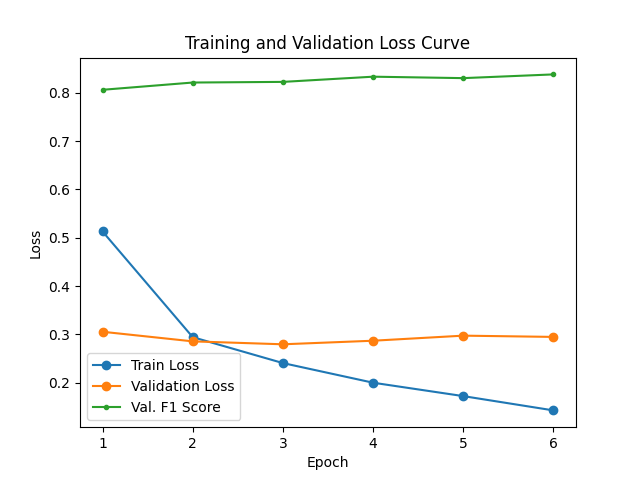 Training and Validation Loss Curve
Loss
0.8
0.7
0.6
0.5
0.4
0.3
0.2
Train Loss
Validation Loss
Val. F1 Score
1 2 3 4 5 6
Epoch